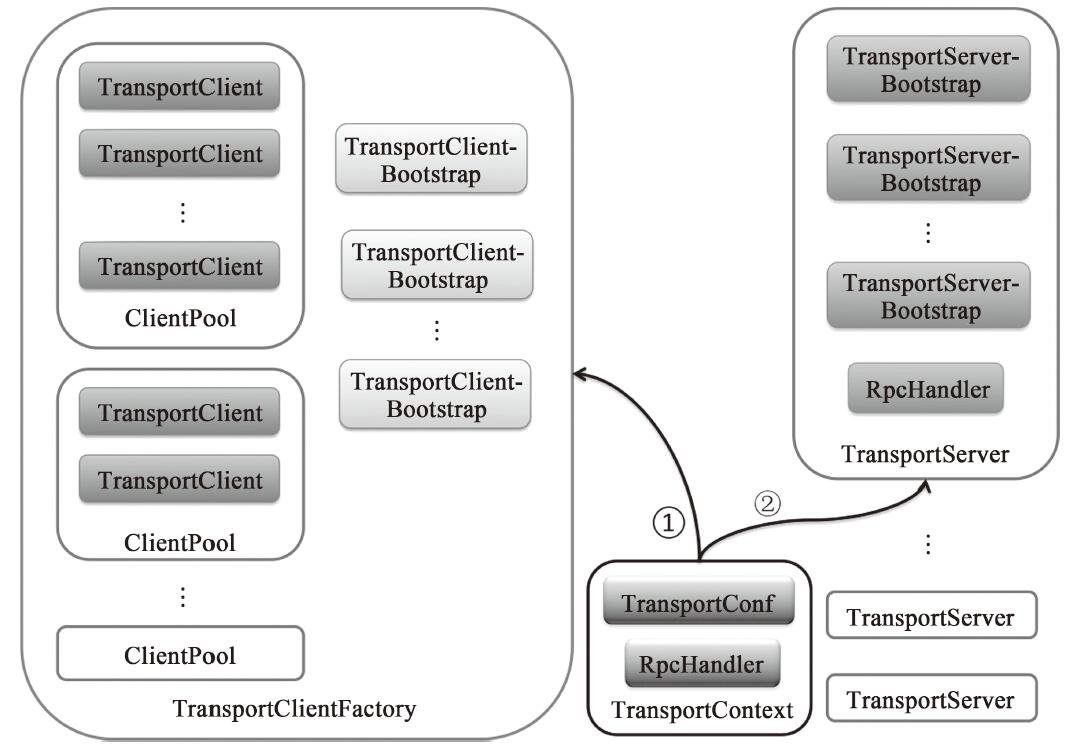 TransportClient
TransportClient
⋮
TransportClient
ClientPool
TransportClient
TransportClient
ClientPool
⋮
ClientPool
TransportClient-
Bootstrap
TransportClient-
Bootstrap
⋮
TransportClient-
Bootstrap
TransportClientFactory
①
②
TransportConf
RpcHandler
TransportContext
TransportServer-
Bootstrap
TransportServer-
Bootstrap
⋮
TransportServer-
Bootstrap
RpcHandler
TransportServer
⋮
TransportServer
TransportServer